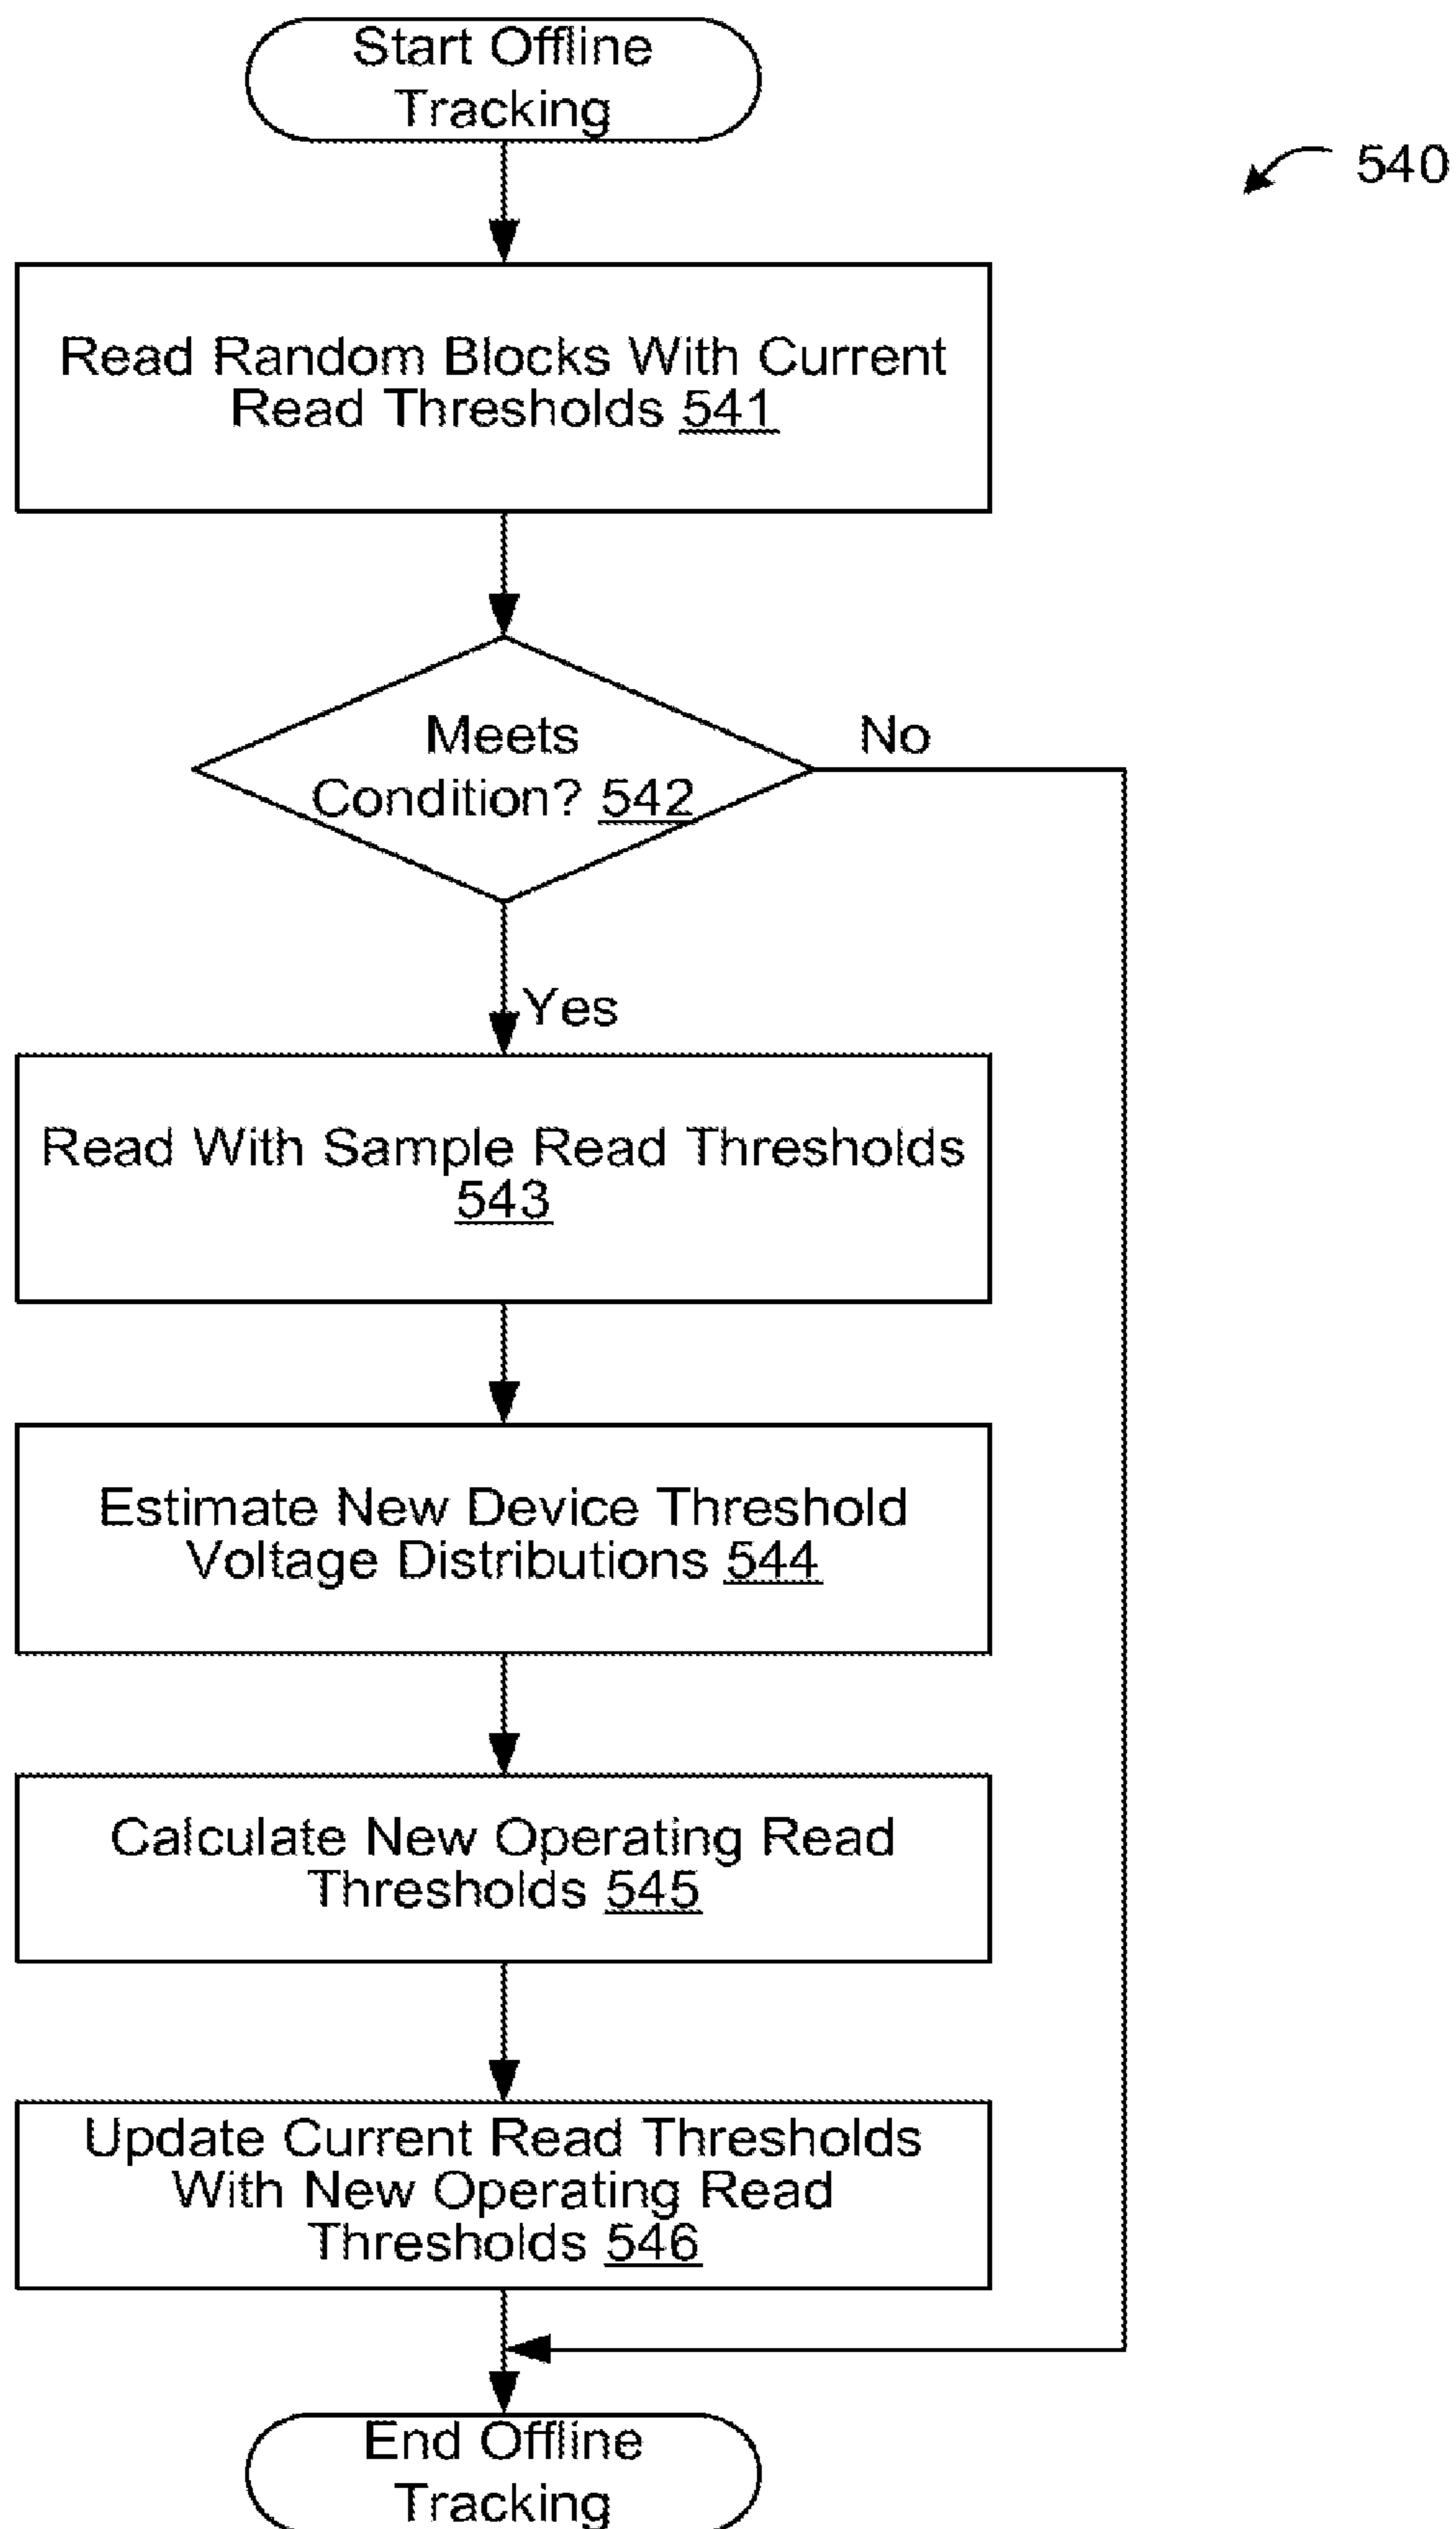 Start Offline
Tracking
540
Read Random Blocks With Current
Read Thresholds 541
Meets
Condition? 542
No
Yes
Read With Sample Read Thresholds
543
Estimate New Device Threshold
Voltage Distributions 544
Calculate New Operating Read
Thresholds 545
Update Current Read Thresholds
With New Operating Read
Thresholds 546
End Offline
Tracking